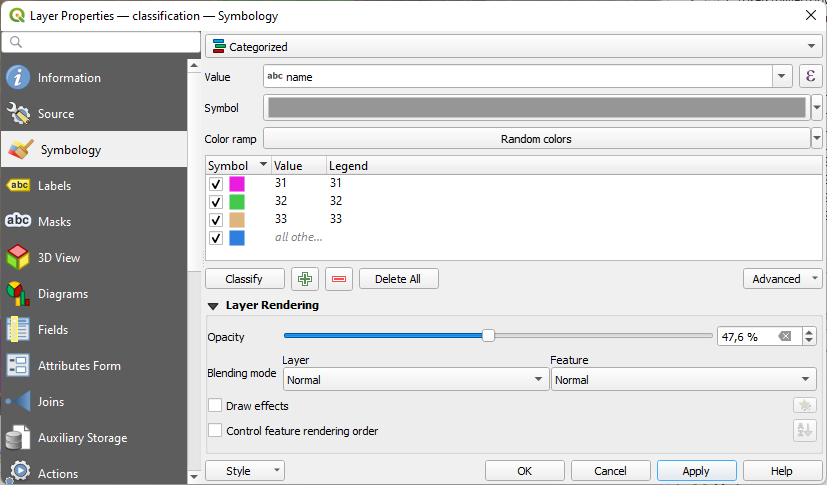 Layer Properties — classification — Symbology
Information
Source
Symbology
abc Labels
abc Masks
3D View
Diagrams
Fields
Attributes Form
Joins
Auxiliary Storage
Actions
Categorized
Value abc name ε
Symbol
Color ramp Random colors
Symbol Value Legend
31 31
32 32
33 33
all othe...
Classify Delete All Advanced
Layer Rendering
Opacity 47,6 %
Layer Feature
Blending mode Normal Normal
Draw effects
Control feature rendering order
Style OK Cancel Apply Help